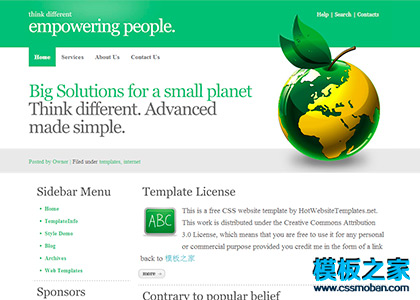 think different
empowering people.
Help | Search | Contacts
Home Services About Us Contact Us
Big Solutions for a small planet
Think different. Advanced
made simple.
Posted by Owner | Filed under templates, internet
Sidebar Menu
Home
TemplateInfo
Style Demo
Blog
Archives
Web Templates
Sponsors
Template License
ABC
This is a free CSS website template by HotWebsiteTemplates.net.
This work is distributed under the Creative Commons Attribution
3.0 License, which means that you are free to use it for any personal
or commercial purpose provided you credit me in the form of a link
back to 模板之家
more
Contrary to popular belief
模板之家
www.cssmoban.com